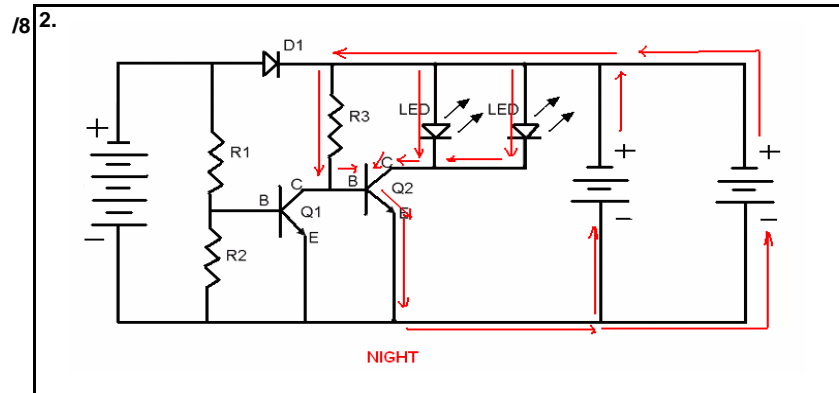 /8 2.
D1
LED LED
R3
+ + +
R1
C
B C B Q2
Q1 E
E
R2
− − −
NIGHT